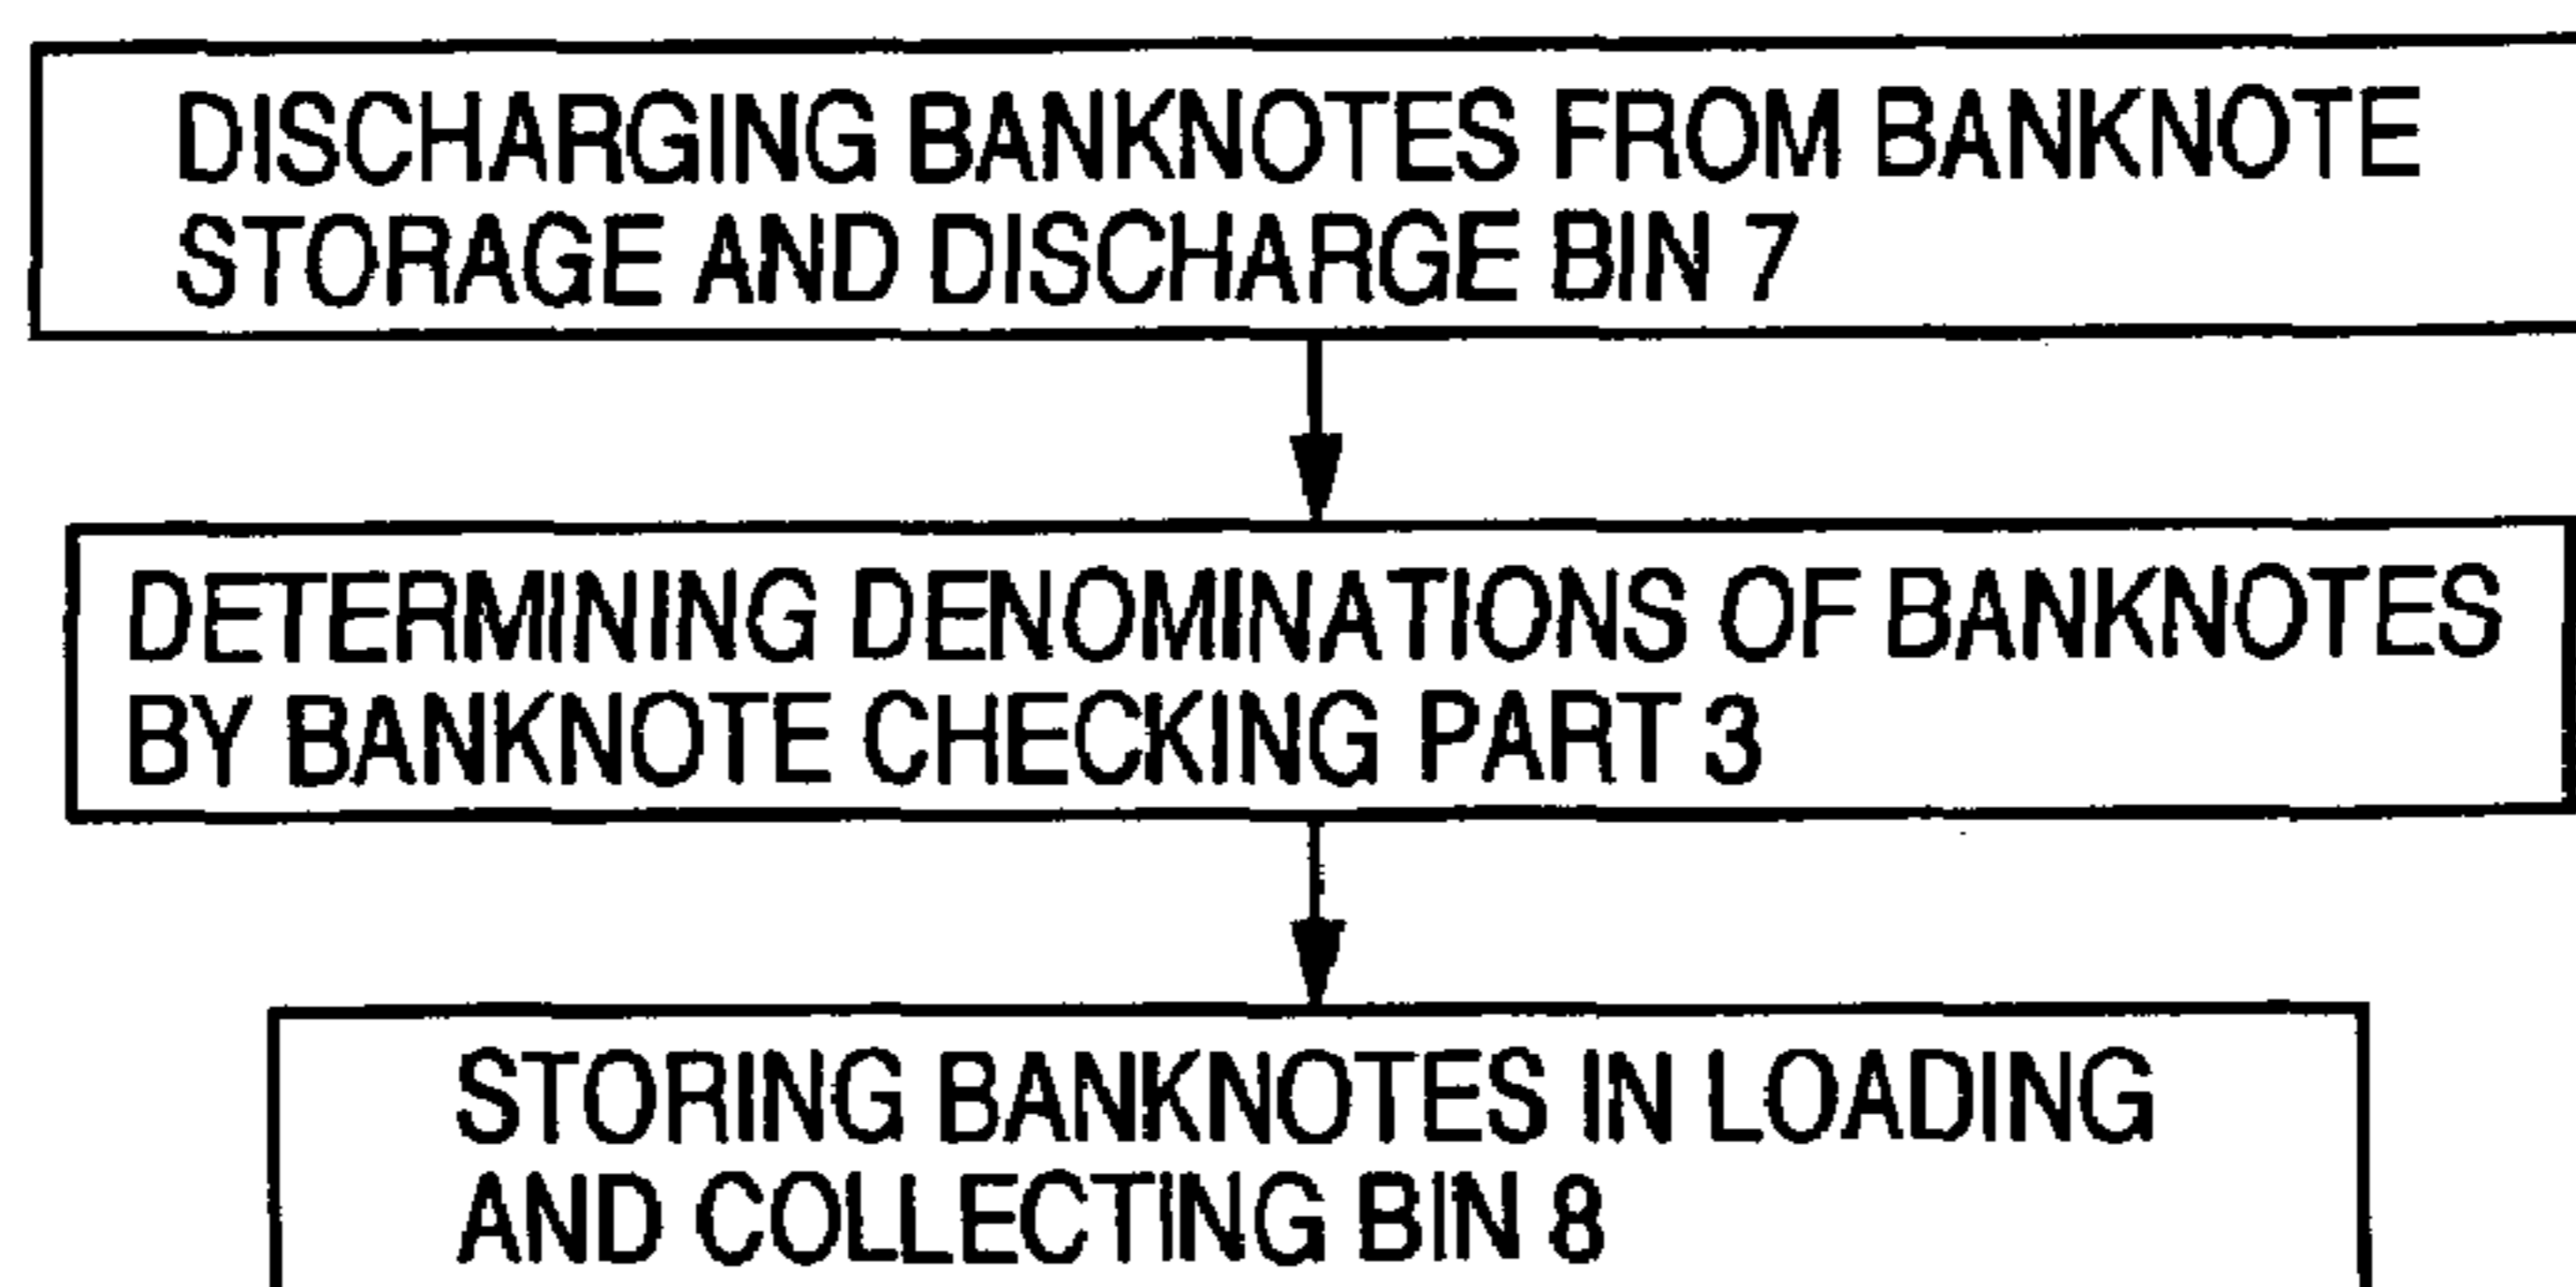 DISCHARGING BANKNOTES FROM BANKNOTE
STORAGE AND DISCHARGE BIN 7
DETERMINING DENOMINATIONS OF BANKNOTES
BY BANKNOTE CHECKING PART 3
STORING BANKNOTES IN LOADING
AND COLLECTING BIN 8